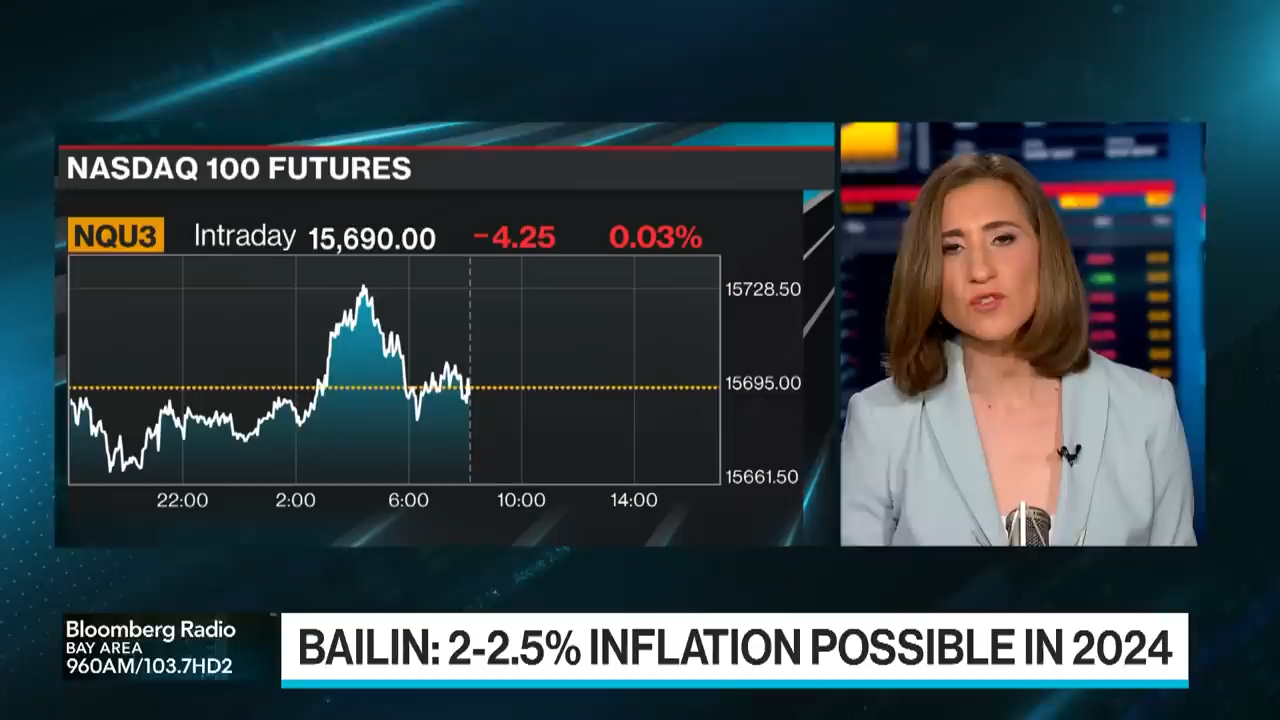 NASDAQ 100 FUTURES
NQU3 Intraday 15,690.00 -4.25 0.03%
15728.50
15695.00
15661.50
22:00 2:00 6:00 10:00 14:00
Bloomberg Radio
BAY AREA
960AM/103.7HD2
BAILIN: 2-2.5% INFLATION POSSIBLE IN 2024